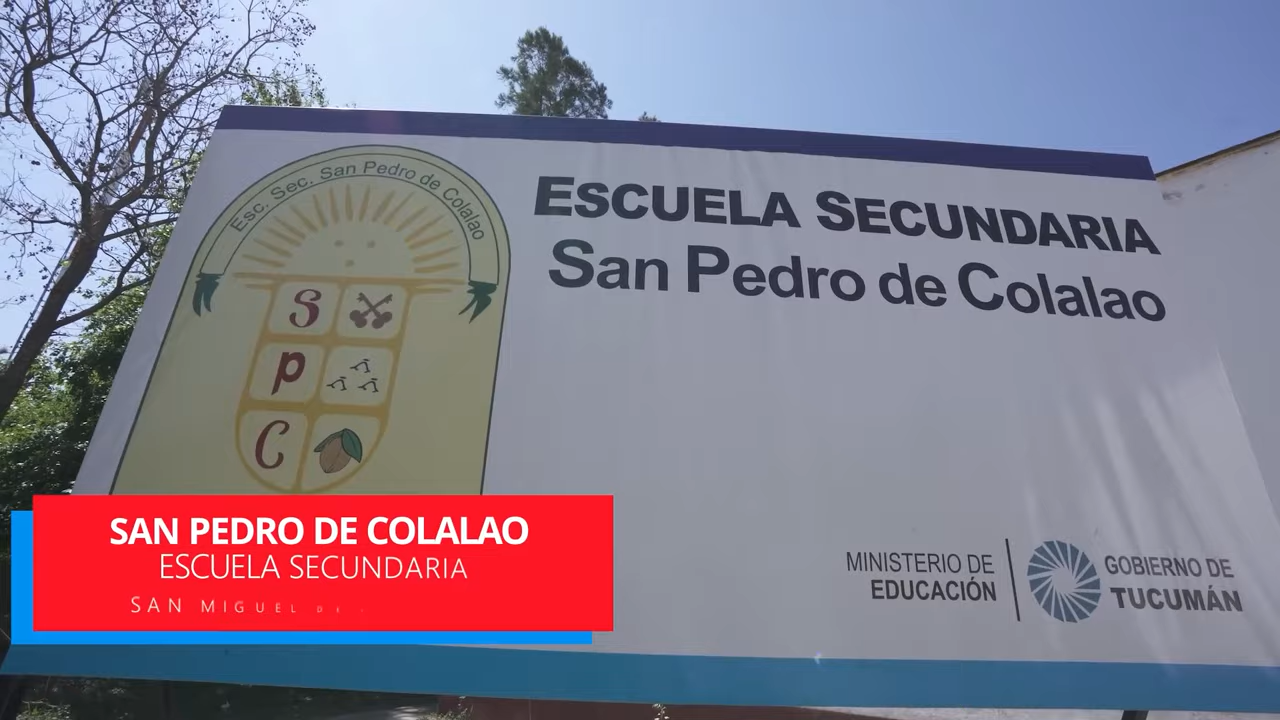 Esc. Sec. San Pedro de Colalao
ESCUELA SECUNDARIA
San Pedro de Colalao
S
P
C
MINISTERIO DE
EDUCACIÓN
GOBIERNO DE
TUCUMÁN
SAN PEDRO DE COLALAO
ESCUELA SECUNDARIA
SAN MIGUEL DE